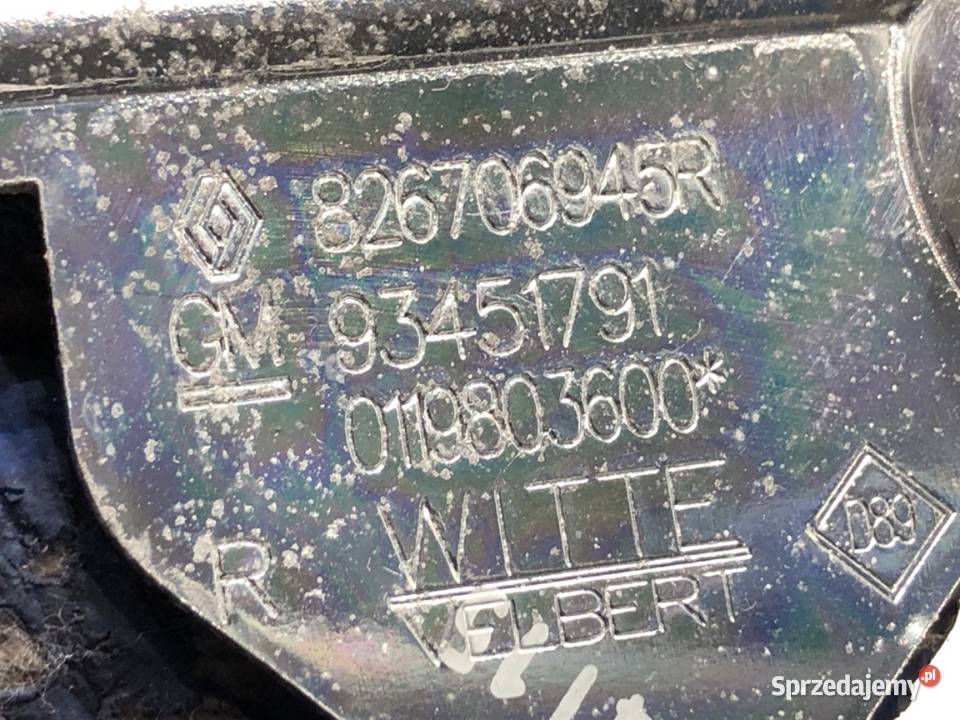 826706945R
GM 93451791
0119803600*
WITTE
VELBERT
R
D89
Sprzedajemy.pl